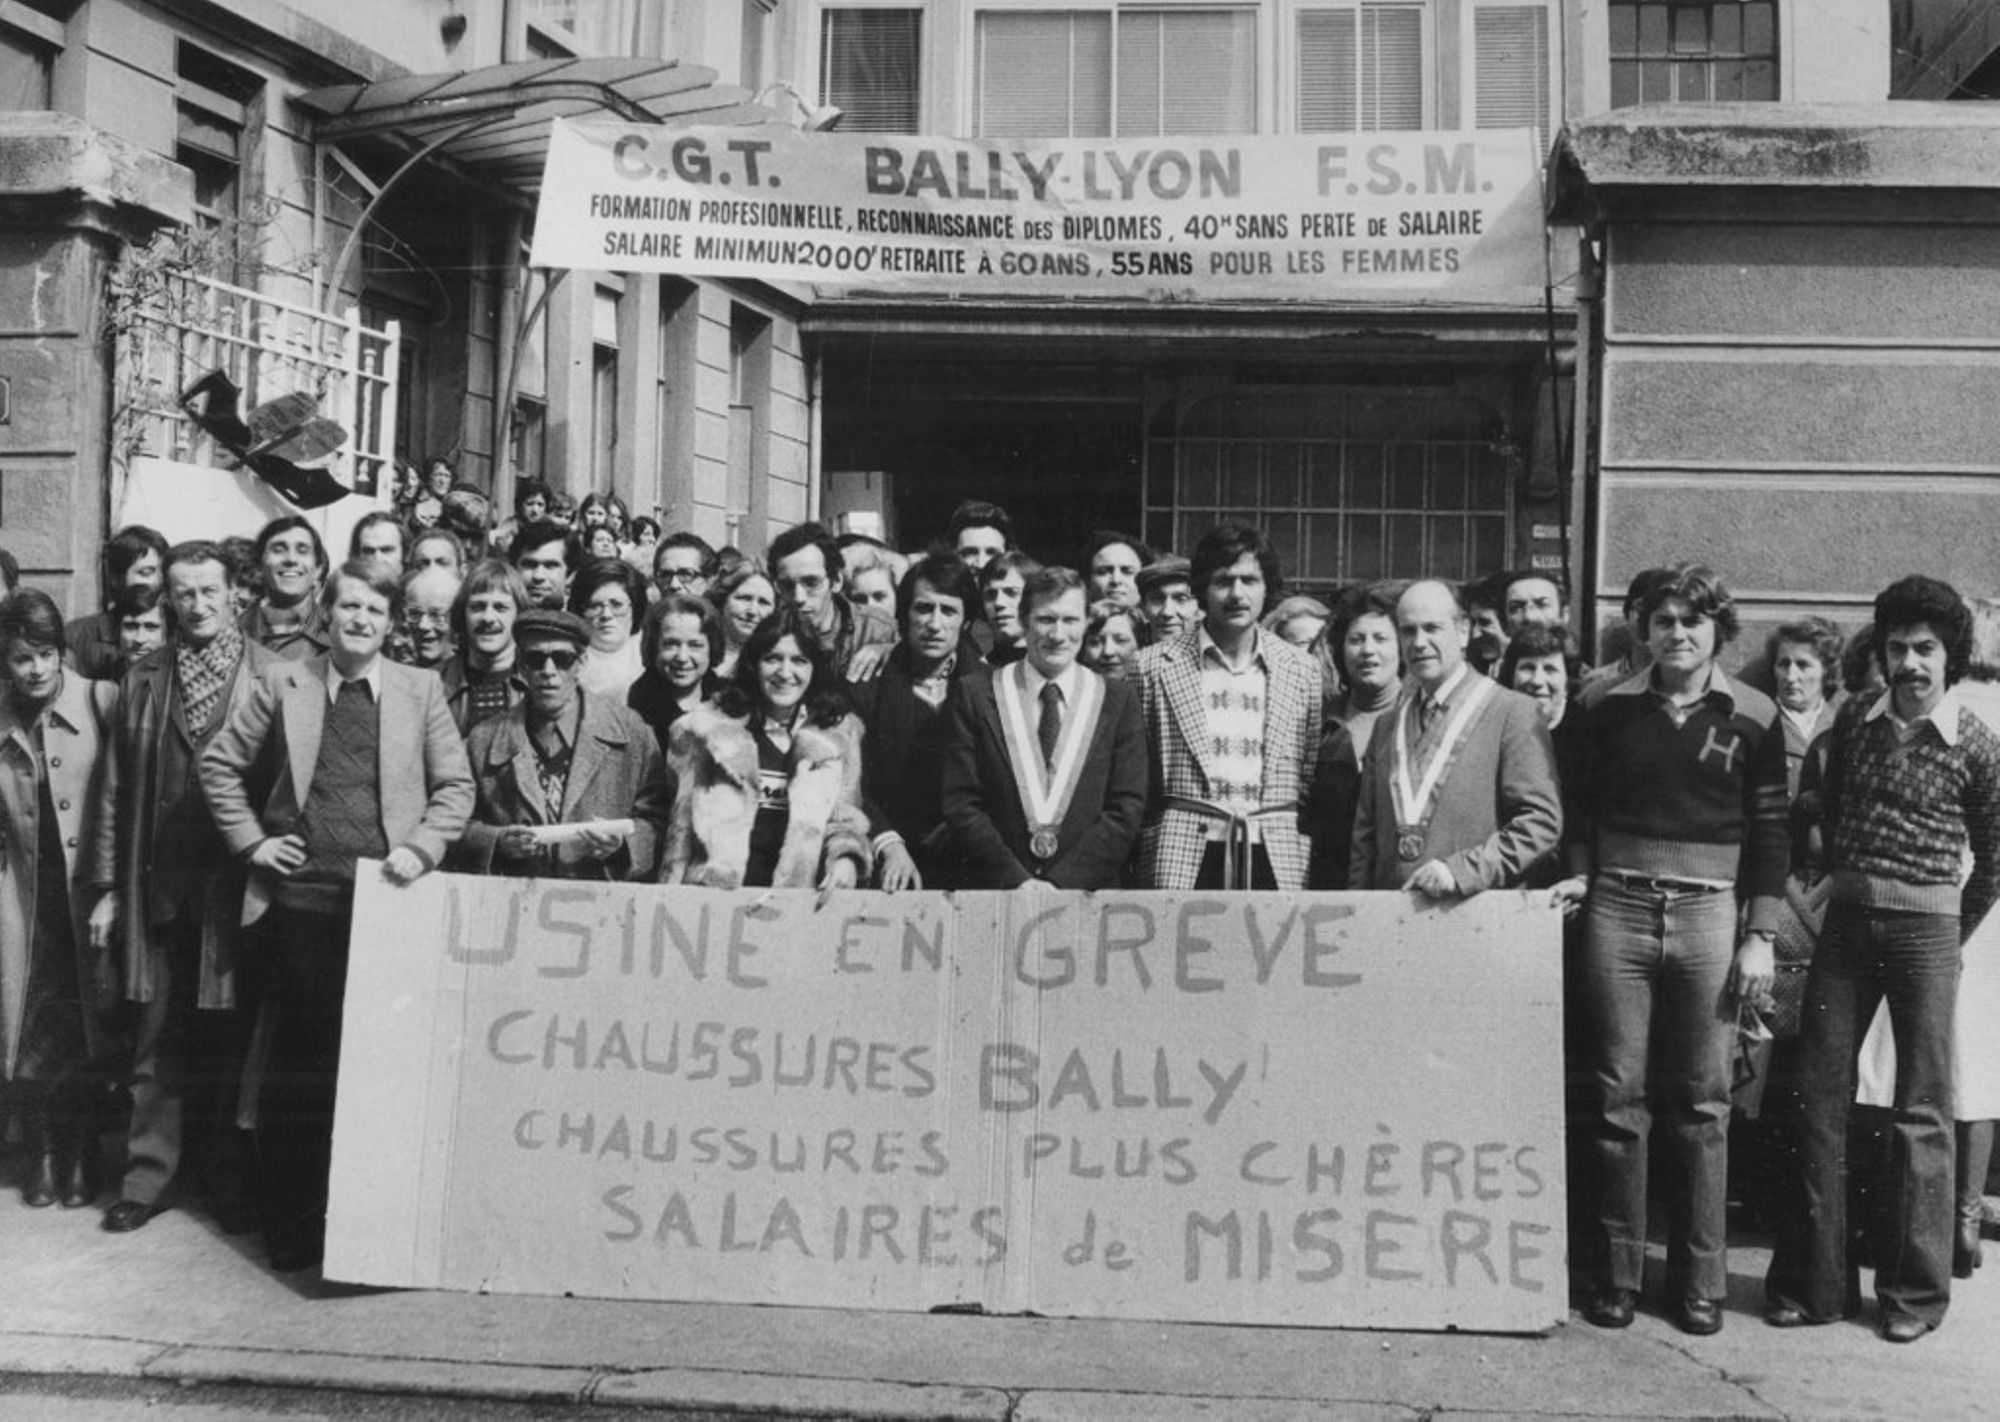 C.G.T. BALLY-LYON F.S.M.
FORMATION PROFESIONNELLE, RECONNAISSANCE DES DIPLOMES, 40H SANS PERTE DE SALAIRE
SALAIRE MINIMUN 2000F RETRAITE À 60 ANS, 55 ANS POUR LES FEMMES
H
USINE EN GREVE
CHAUSSURES BALLY!
CHAUSSURES PLUS CHÈRES
SALAIRES de MISERE